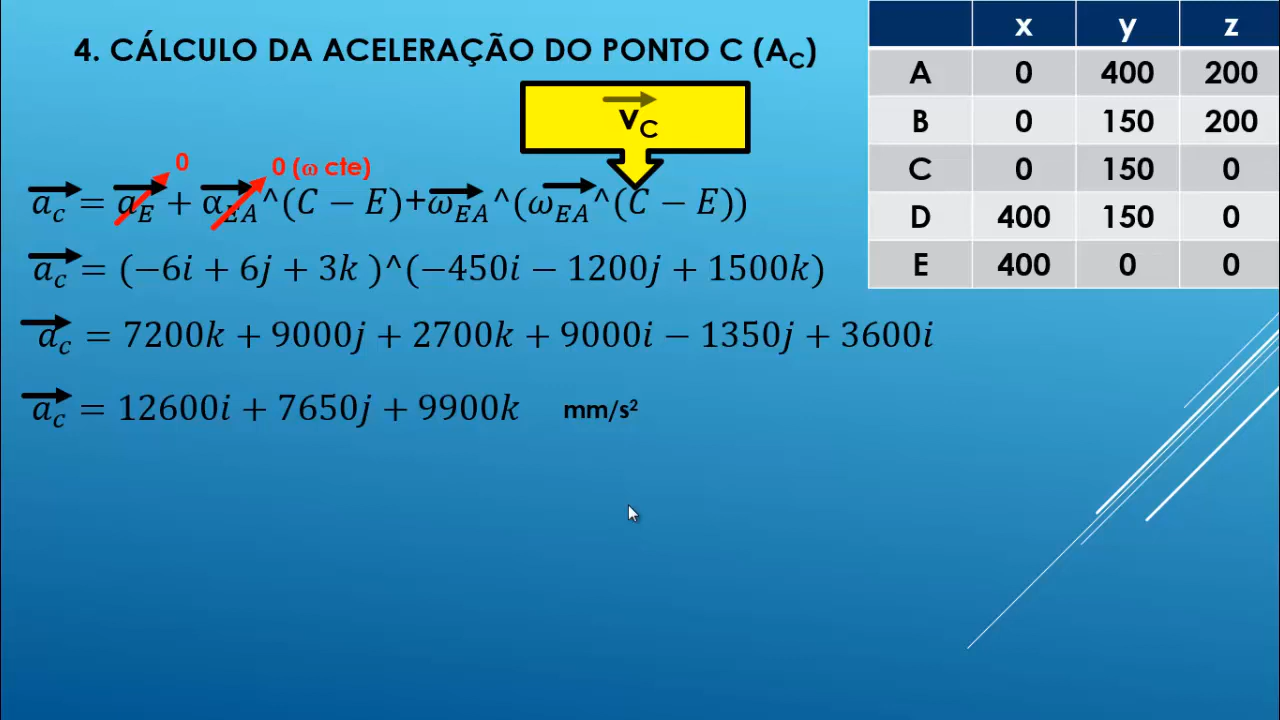 4. CÁLCULO DA ACELERAÇÃO DO PONTO C (A_C)
v_C
0
0 (ω cte)
a_c = a_E + α_EA^(C − E)+ω_EA^(ω_EA^(C − E))
a_c = (−6i + 6j + 3k )^(−450i − 1200j + 1500k)
a_c = 7200k + 9000j + 2700k + 9000i − 1350j + 3600i
a_c = 12600i + 7650j + 9900k mm/s²
x y z
A 0 400 200
B 0 150 200
C 0 150 0
D 400 150 0
E 400 0 0